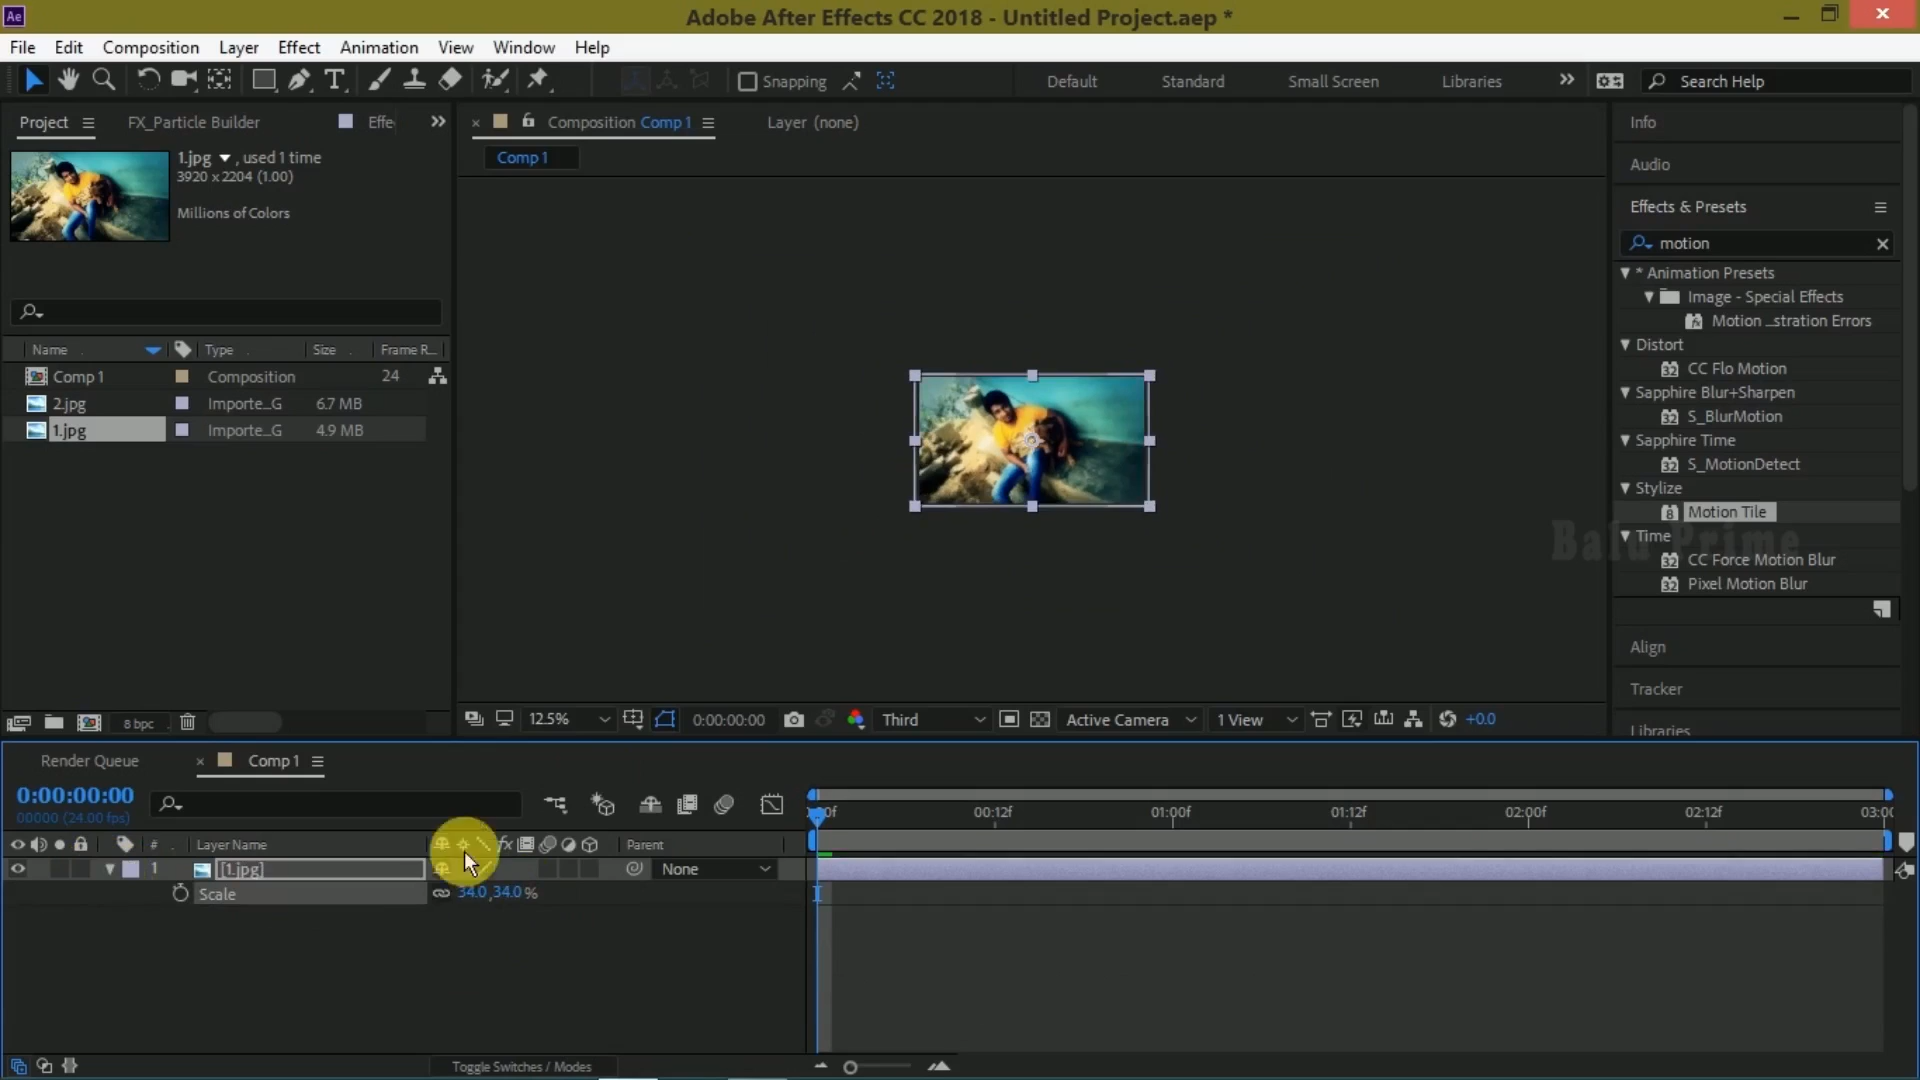 Ae
Adobe After Effects CC 2018 - Untitled Project.aep *
File Edit Composition Layer Effect Animation View Window Help
Snapping Default Standard Small Screen Libraries Search Help
Project FX_Particle Builder Effe
Composition Comp 1 Layer (none)
Comp 1
1.jpg , used 1 time
3920 x 2204 (1.00)
Millions of Colors
Name Type Size Frame R...
Comp 1 Composition 24
2.jpg Importe...G 6.7 MB
1.jpg Importe...G 4.9 MB
8 bpc
12.5% 0:00:00:00 Third Active Camera 1 View +0.0
Info
Audio
Effects & Presets
motion
* Animation Presets
Image - Special Effects
Motion ...stration Errors
Distort
CC Flo Motion
Sapphire Blur+Sharpen
S_BlurMotion
Sapphire Time
S_MotionDetect
Stylize
Motion Tile
Balu Prime
Time
CC Force Motion Blur
Pixel Motion Blur
Align
Tracker
Libraries
Render Queue Comp 1
0:00:00:00
00000 (24.00 fps)
00f 00:12f 01:00f 01:12f 02:00f 02:12f 03:00
# Layer Name fx Parent
1 [1.jpg] None
Scale 34.0,34.0 %
Toggle Switches / Modes